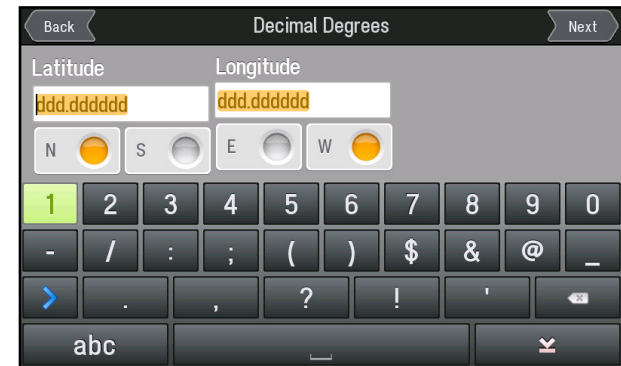 Back Decimal Degrees Next
Latitude Longitude
ddd.dddddd ddd.dddddd
N S E W
1 2 3 4 5 6 7 8 9 0
- / : ; ( ) $ & @ _
. , ? ! '
abc